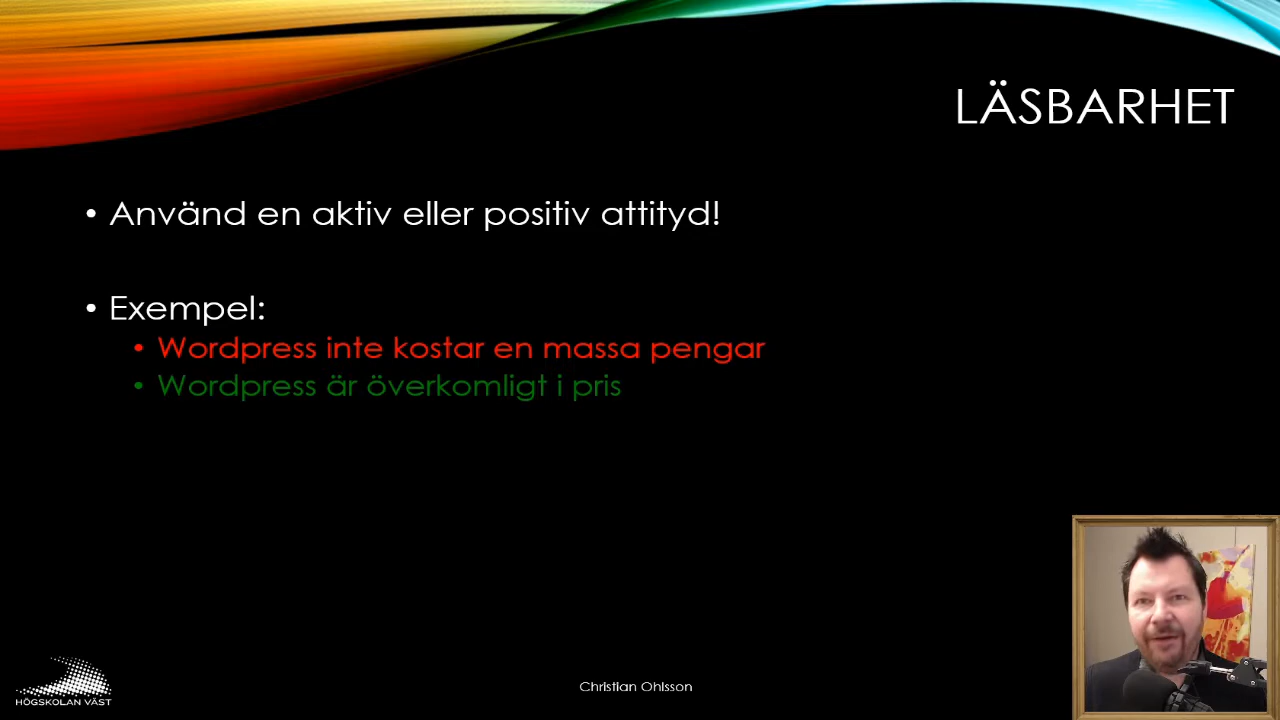 LÄSBARHET
• Använd en aktiv eller positiv attityd!
• Exempel:
• Wordpress inte kostar en massa pengar
• Wordpress är överkomligt i pris
HÖGSKOLAN VÄST
Christian Ohlsson